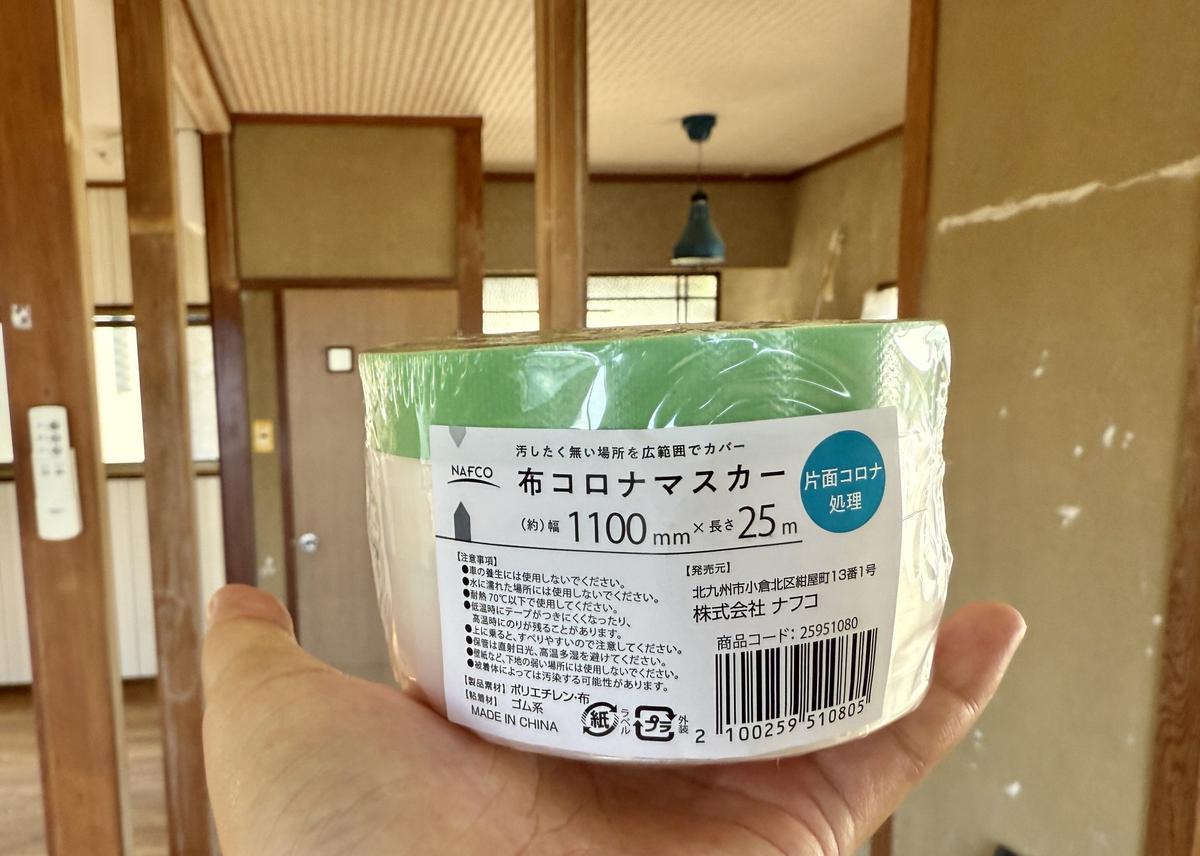 汚したく無い場所を広範囲でカバー
NAFCO
布コロナマスカー
片面コロナ
処理
(約)幅1100mm×長さ25m
【注意事項】
●車の養生には使用しないでください。
●水に濡れた場所には使用しないでください。
●耐熱70℃以下で使用してください。
●低温時にテープがつきにくくなったり、
高温時にのりが残ることがあります。
●上に乗ると、すべりやすいので注意してください。
●保管は直射日光、高温多湿を避けてください。
●壁紙など、下地の弱い場所には使用しないでください。
●被着体によっては汚染する可能性があります。
【製品素材】ポリエチレン・布
【粘着材】ゴム系
MADE IN CHINA
紙
ラベル
プラ
外装
【発売元】
北九州市小倉北区紺屋町13番1号
株式会社 ナフコ
商品コード:25951080
2 100259 510805